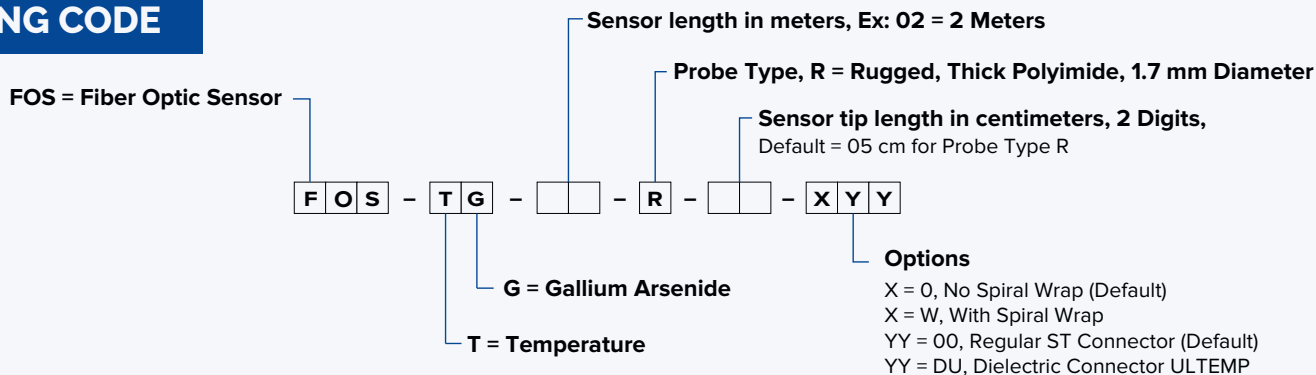 NG CODE
Sensor length in meters, Ex: 02 = 2 Meters
Probe Type, R = Rugged, Thick Polyimide, 1.7 mm Diameter
FOS = Fiber Optic Sensor
Sensor tip length in centimeters, 2 Digits,
Default = 05 cm for Probe Type R
F O S – T G – – R – – X Y Y
Options
G = Gallium Arsenide
X = 0, No Spiral Wrap (Default)
X = W, With Spiral Wrap
T = Temperature
YY = 00, Regular ST Connector (Default)
YY = DU, Dielectric Connector ULTEMP